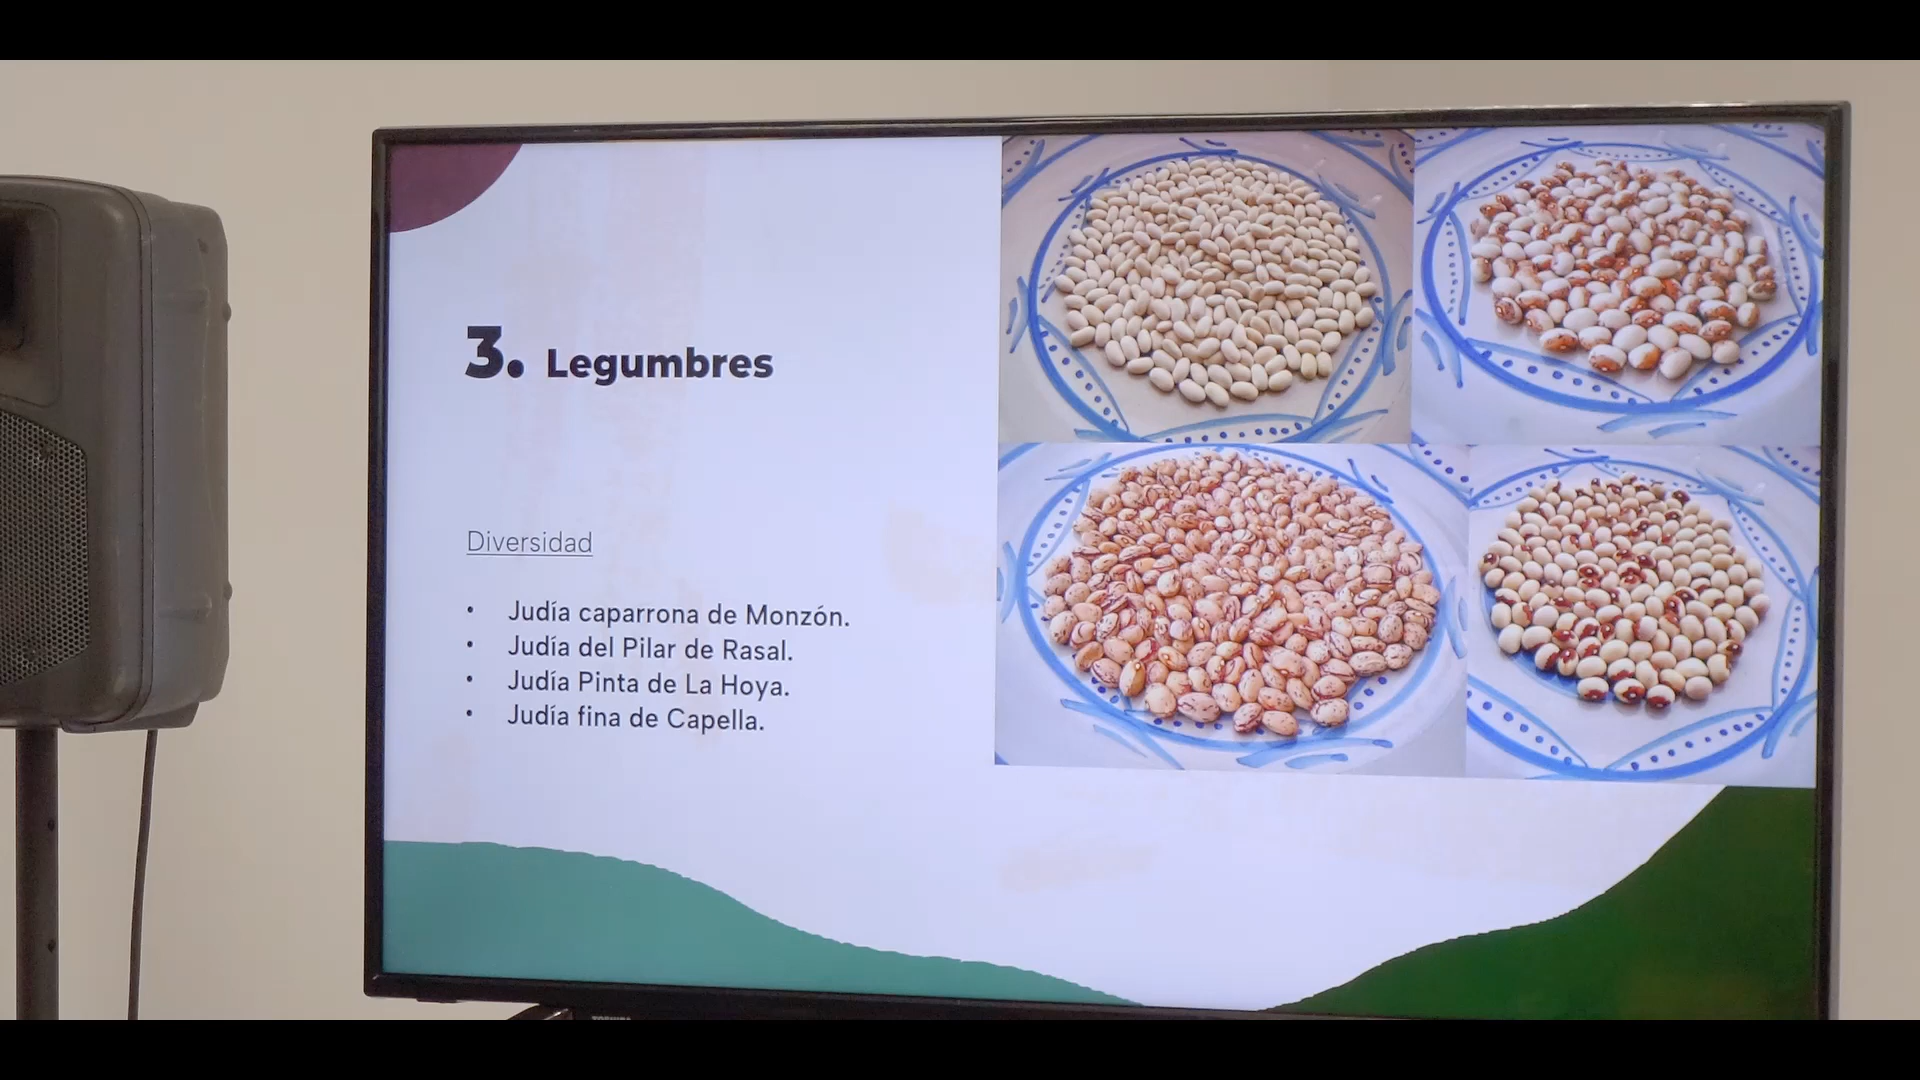 3. Legumbres
Diversidad
• Judía caparrona de Monzón.
• Judía del Pilar de Rasal.
• Judía Pinta de La Hoya.
• Judía fina de Capella.